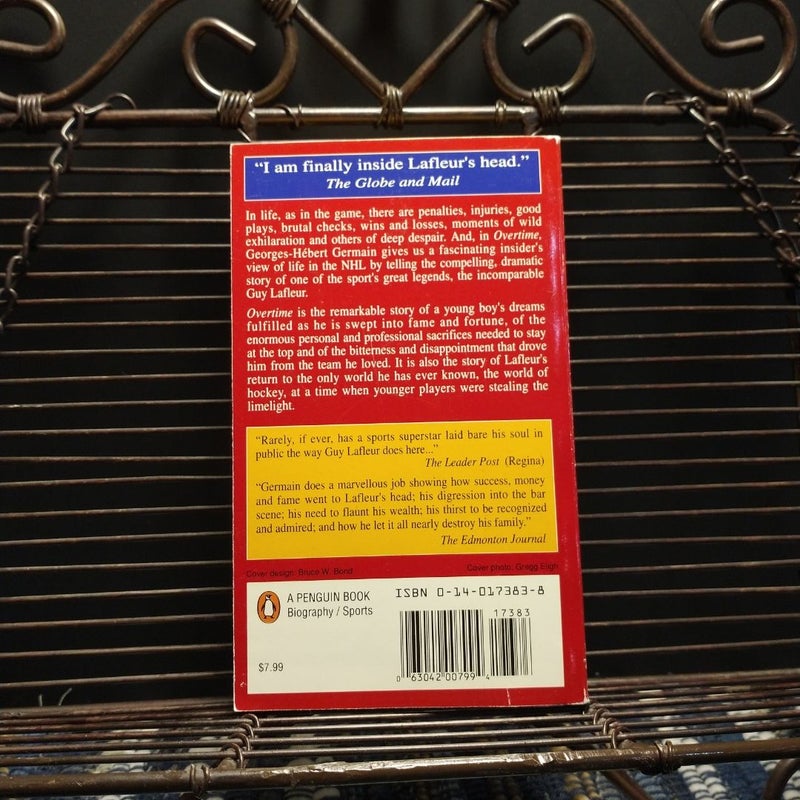 “I am finally inside Lafleur's head.”
The Globe and Mail
In life, as in the game, there are penalties, injuries, good
plays, brutal checks, wins and losses, moments of wild
exhilaration and others of deep despair. And, in Overtime,
Georges-Hébert Germain gives us a fascinating insider's
view of life in the NHL by telling the compelling, dramatic
story of one of the sport's great legends, the incomparable
Guy Lafleur.
Overtime is the remarkable story of a young boy's dreams
fulfilled as he is swept into fame and fortune, of the
enormous personal and professional sacrifices needed to stay
at the top and of the bitterness and disappointment that drove
him from the team he loved. It is also the story of Lafleur's
return to the only world he has ever known, the world of
hockey, at a time when younger players were stealing the
limelight.
“Rarely, if ever, has a sports superstar laid bare his soul in
public the way Guy Lafleur does here...”
The Leader Post (Regina)
“Germain does a marvellous job showing how success, money
and fame went to Lafleur's head; his digression into the bar
scene; his need to flaunt his wealth; his thirst to be recognized
and admired; and how he let it all nearly destroy his family.”
The Edmonton Journal
Cover design: Bruce W. Bond
Cover photo: Gregg Eligh
A PENGUIN BOOK
Biography / Sports
$7.99
ISBN 0-14-017383-8
17383
0 63042 00799 4